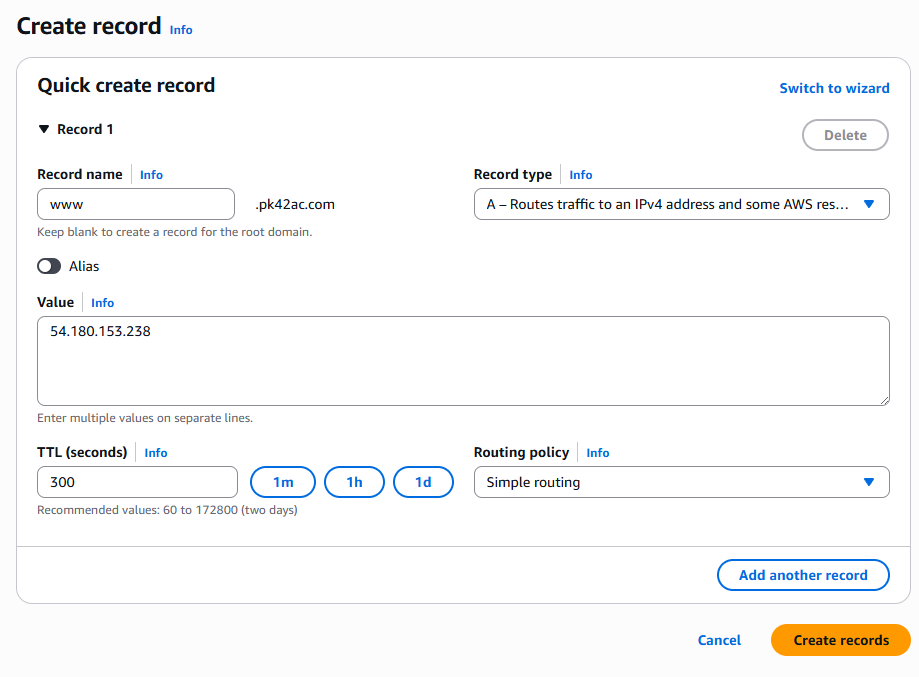 Create record Info
Quick create record
Switch to wizard
Record 1
Delete
Record name Info
Record type Info
www .pk42ac.com
A – Routes traffic to an IPv4 address and some AWS res...
Keep blank to create a record for the root domain.
Alias
Value Info
54.180.153.238
Enter multiple values on separate lines.
TTL (seconds) Info
Routing policy Info
300 1m 1h 1d
Simple routing
Recommended values: 60 to 172800 (two days)
Add another record
Cancel Create records